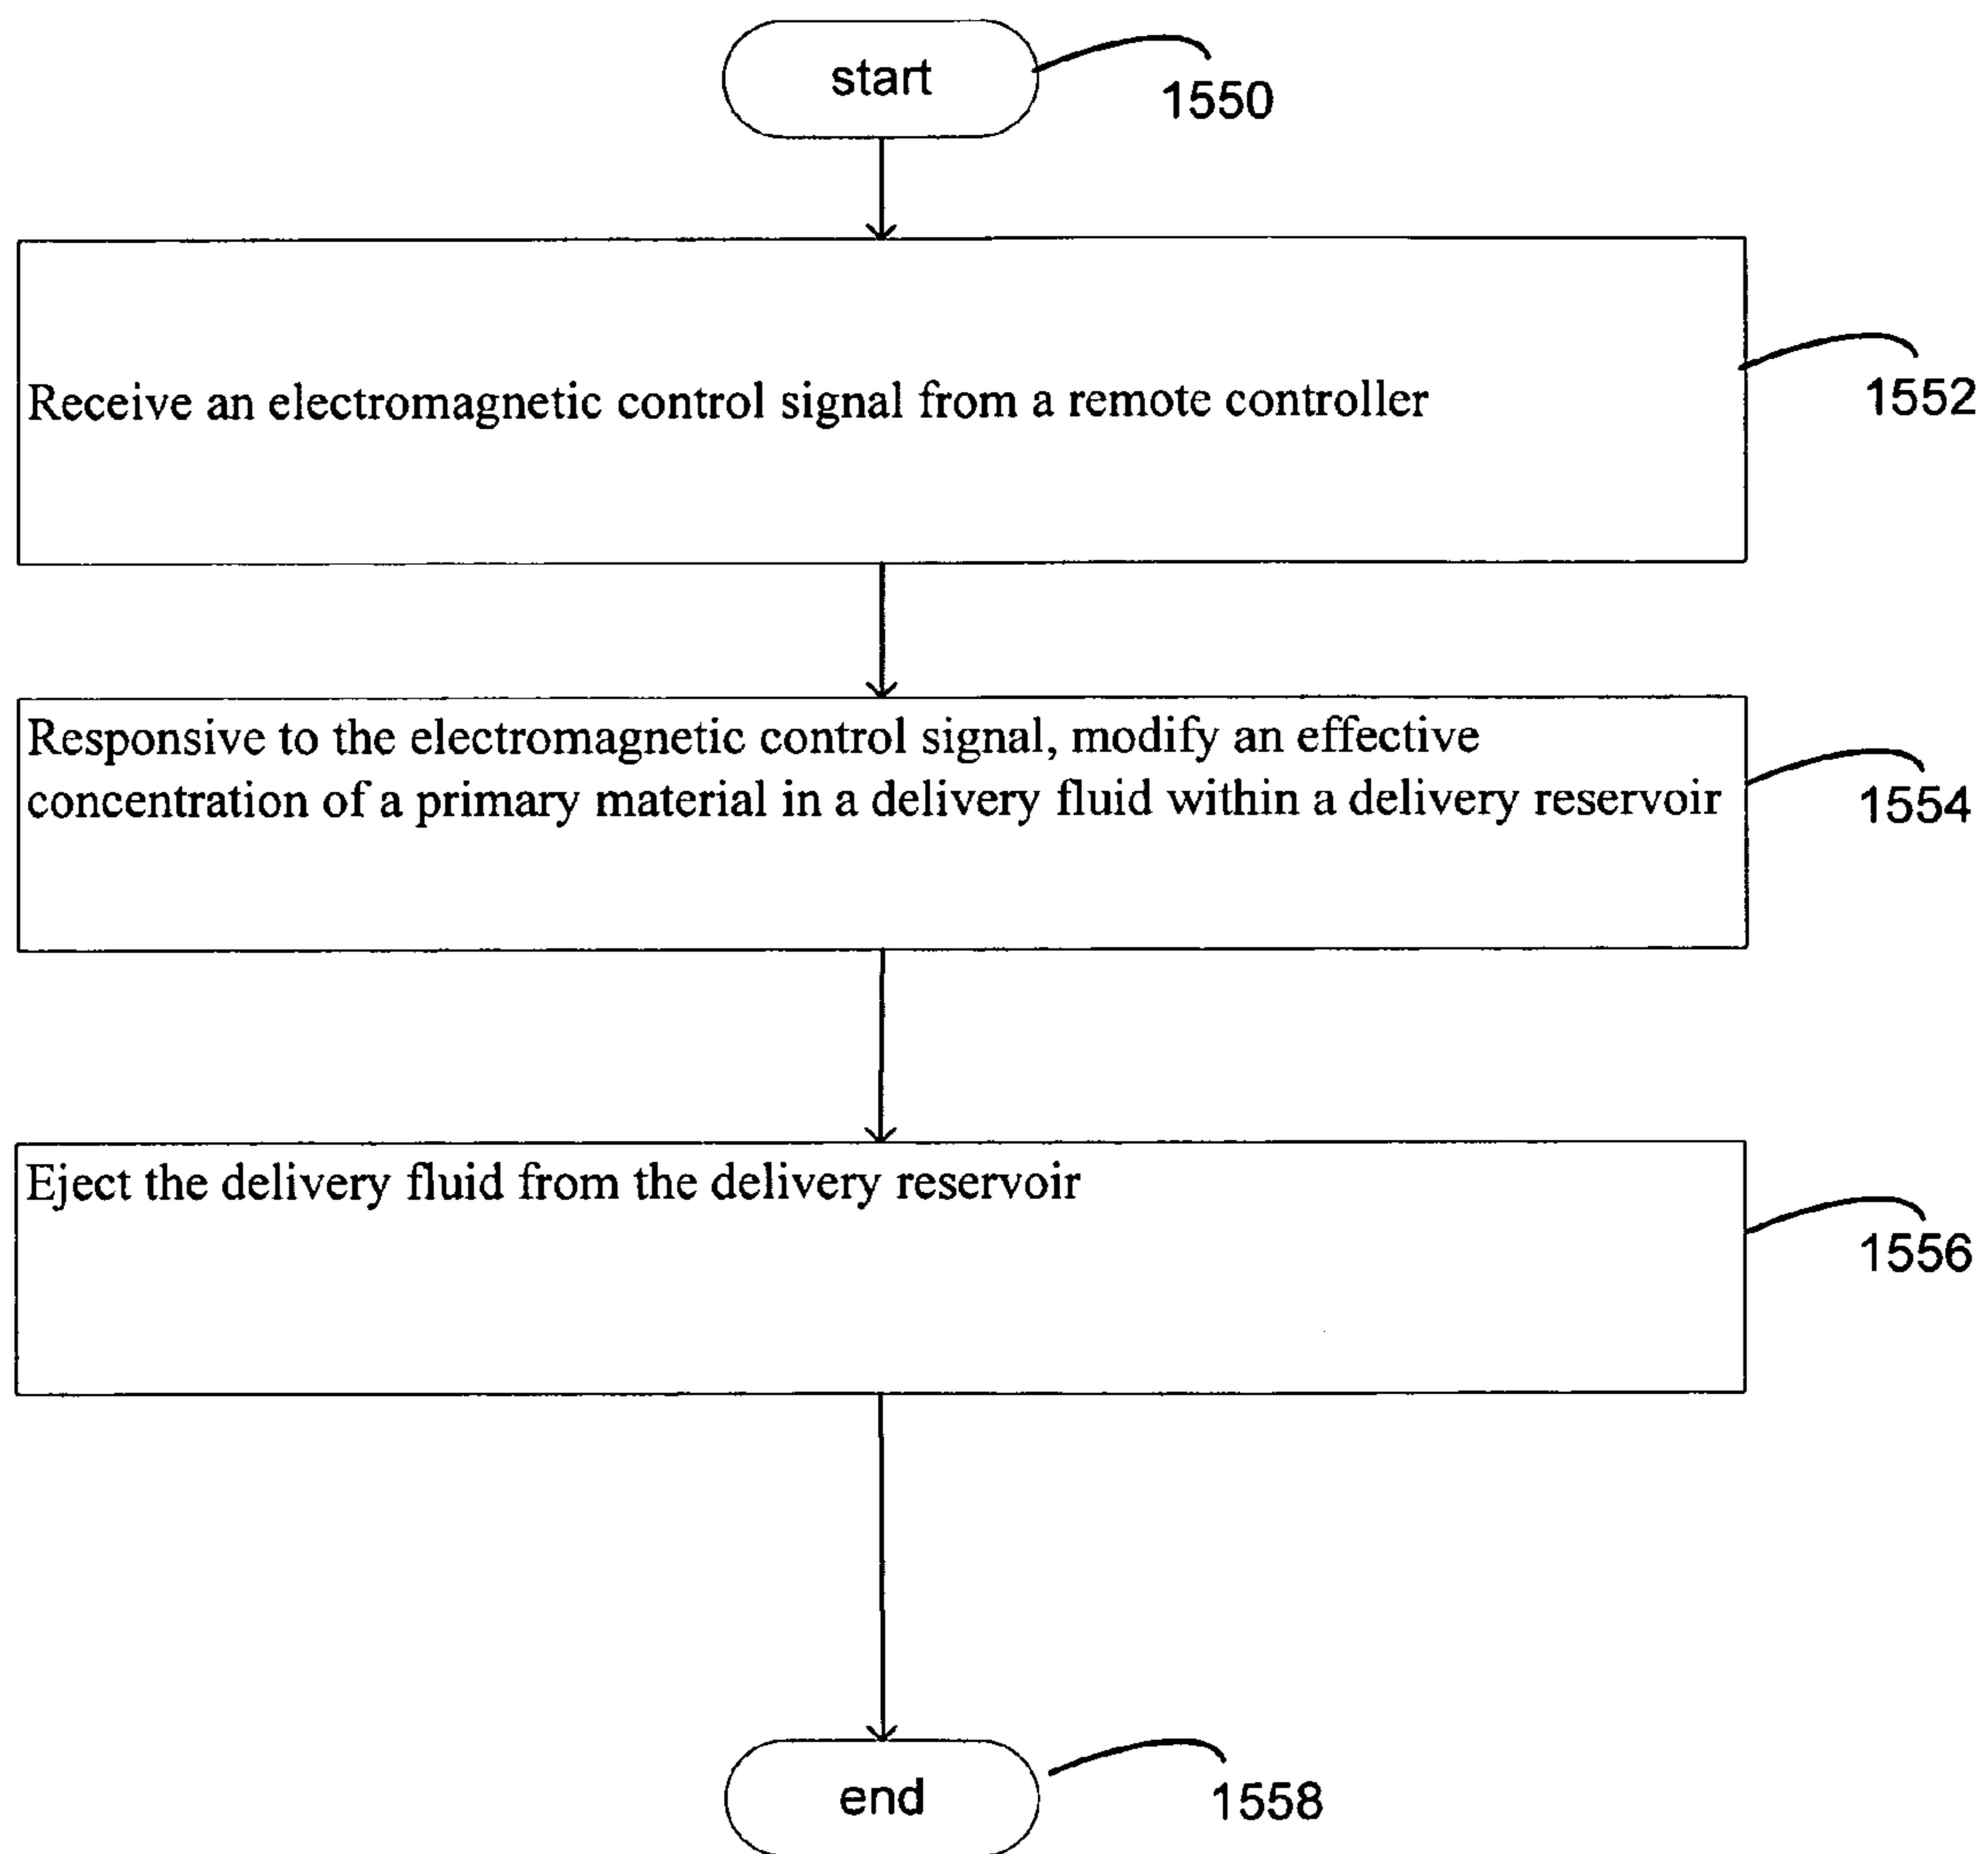 start
1550
Receive an electromagnetic control signal from a remote controller
1552
Responsive to the electromagnetic control signal, modify an effective
concentration of a primary material in a delivery fluid within a delivery reservoir
1554
Eject the delivery fluid from the delivery reservoir
1556
end
1558